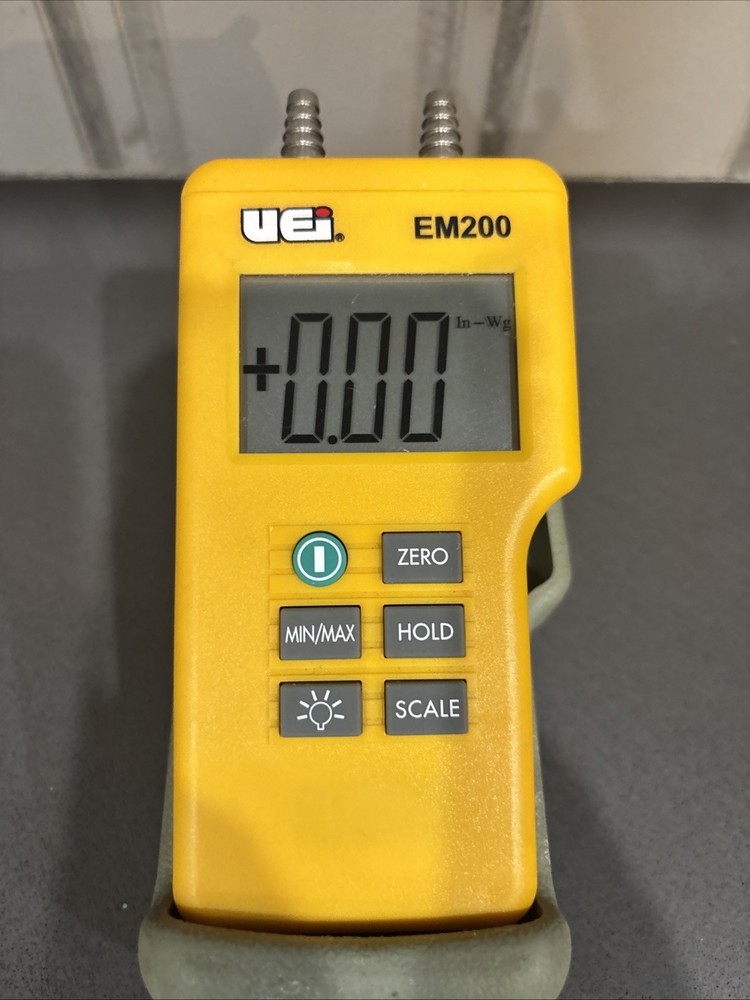 UEi® EM200
In-Wg
+0.00
ZERO
MIN/MAX HOLD
SCALE